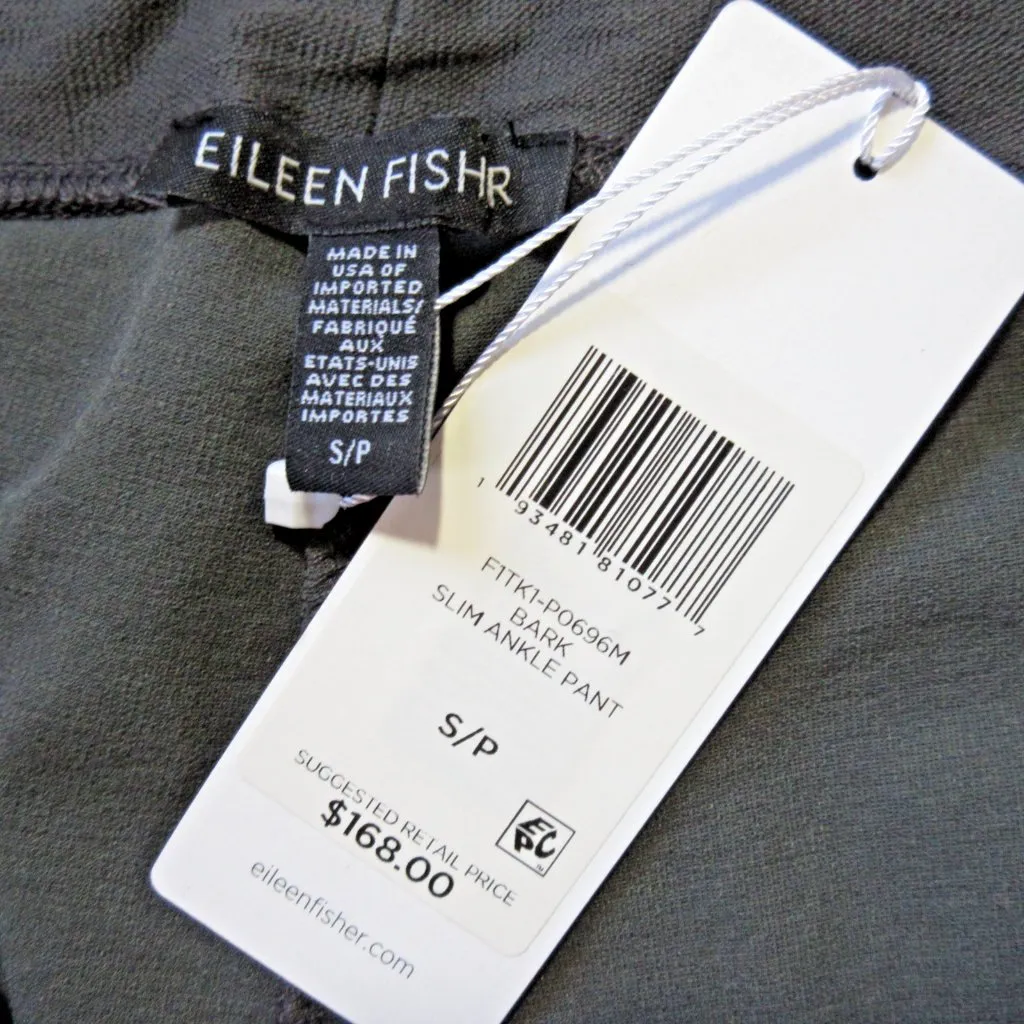 EILEEN FISHR
MADE IN
USA OF
IMPORTED
MATERIALS/
FABRIQUÉ
AUX
ETATS-UNIS
AVEC DES
MATERIAUX
IMPORTES
S/P
1 93481 81077 7
F1TK1-P0696M
BARK
SLIM ANKLE PANT
S/P
SUGGESTED RETAIL PRICE
$168.00
EPC
eileenfisher.com